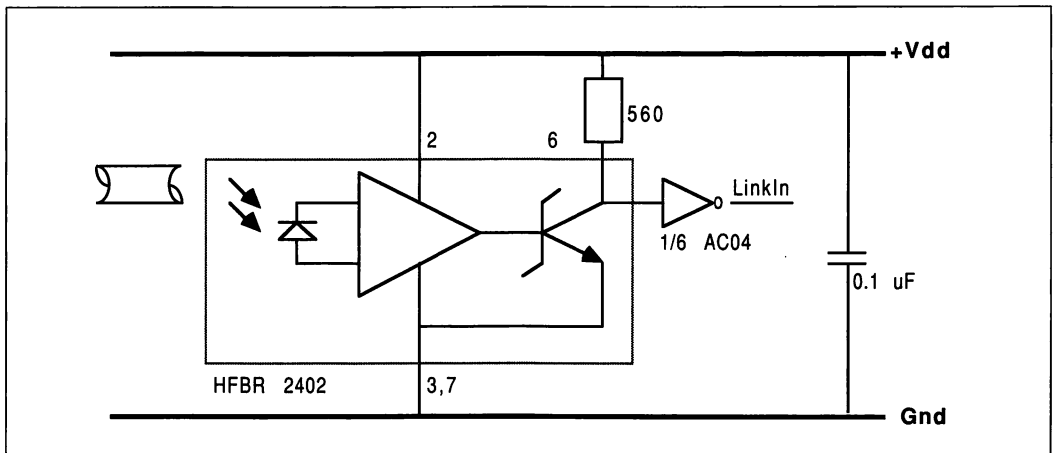 +Vdd
560
2
6
LinkIn
1/6 AC04
0.1 uF
HFBR 2402
3,7
Gnd